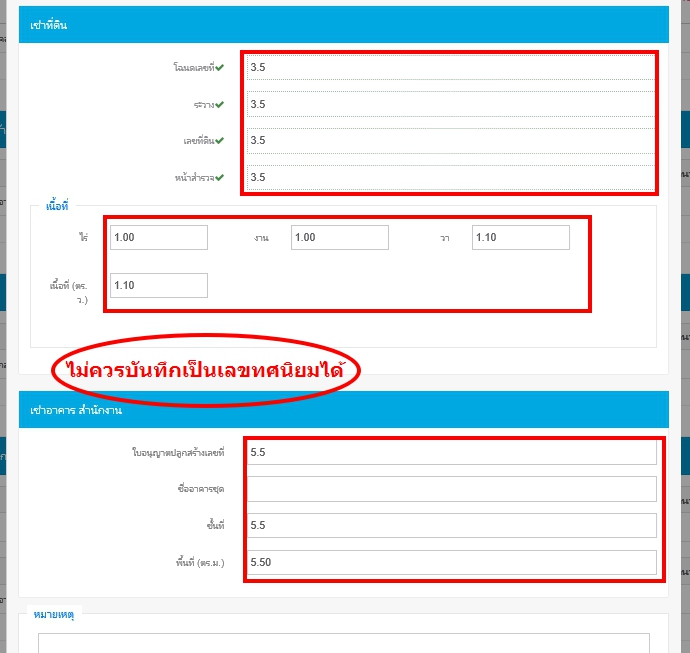 เช่าที่ดิน
โฉนดเลขที่ 3.5
ระวาง 3.5
เลขที่ดิน 3.5
หน้าสำรวจ 3.5
เนื้อที่
ไร่ 1.00 งาน 1.00 วา 1.10
เนื้อที่ (ตร. 1.10
ว.)
ไม่ควรบันทึกเป็นเลขทศนิยมได้
เช่าอาคาร สำนักงาน
ใบอนุญาตปลูกสร้างเลขที่ 5.5
ชื่ออาคารชุด
ชั้นที่ 5.5
พื้นที่ (ตร.ม.) 5.50
หมายเหตุ